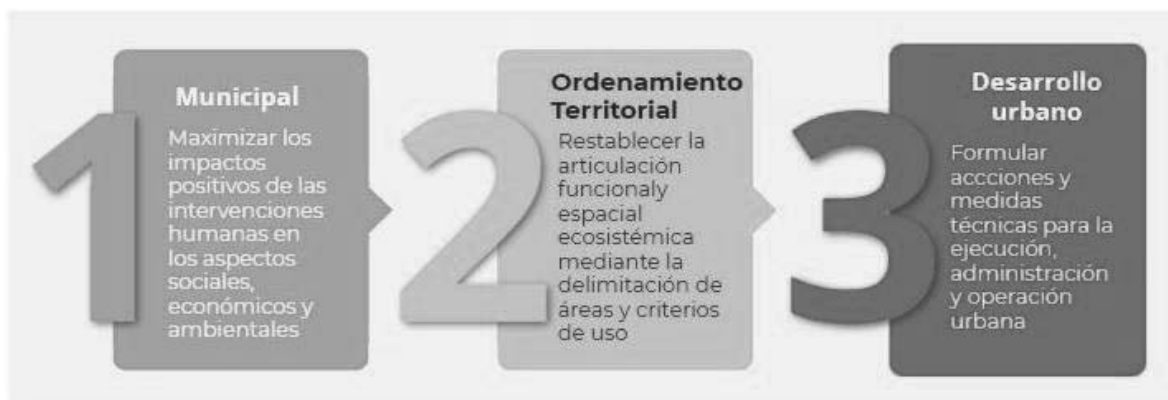 1
Municipal
Maximizar los
impactos
positivos de las
intervenciones
humanas en
los aspectos
sociales,
económicos y
ambientales
2
Ordenamiento
Territorial
Restablecer la
articulación
funcionaly
espacial
ecosistémica
mediante la
delimitación de
áreas y criterios
de uso
3
Desarrollo
urbano
Formular
accciones y
medidas
técnicas para la
ejecución,
administración
y operación
urbana